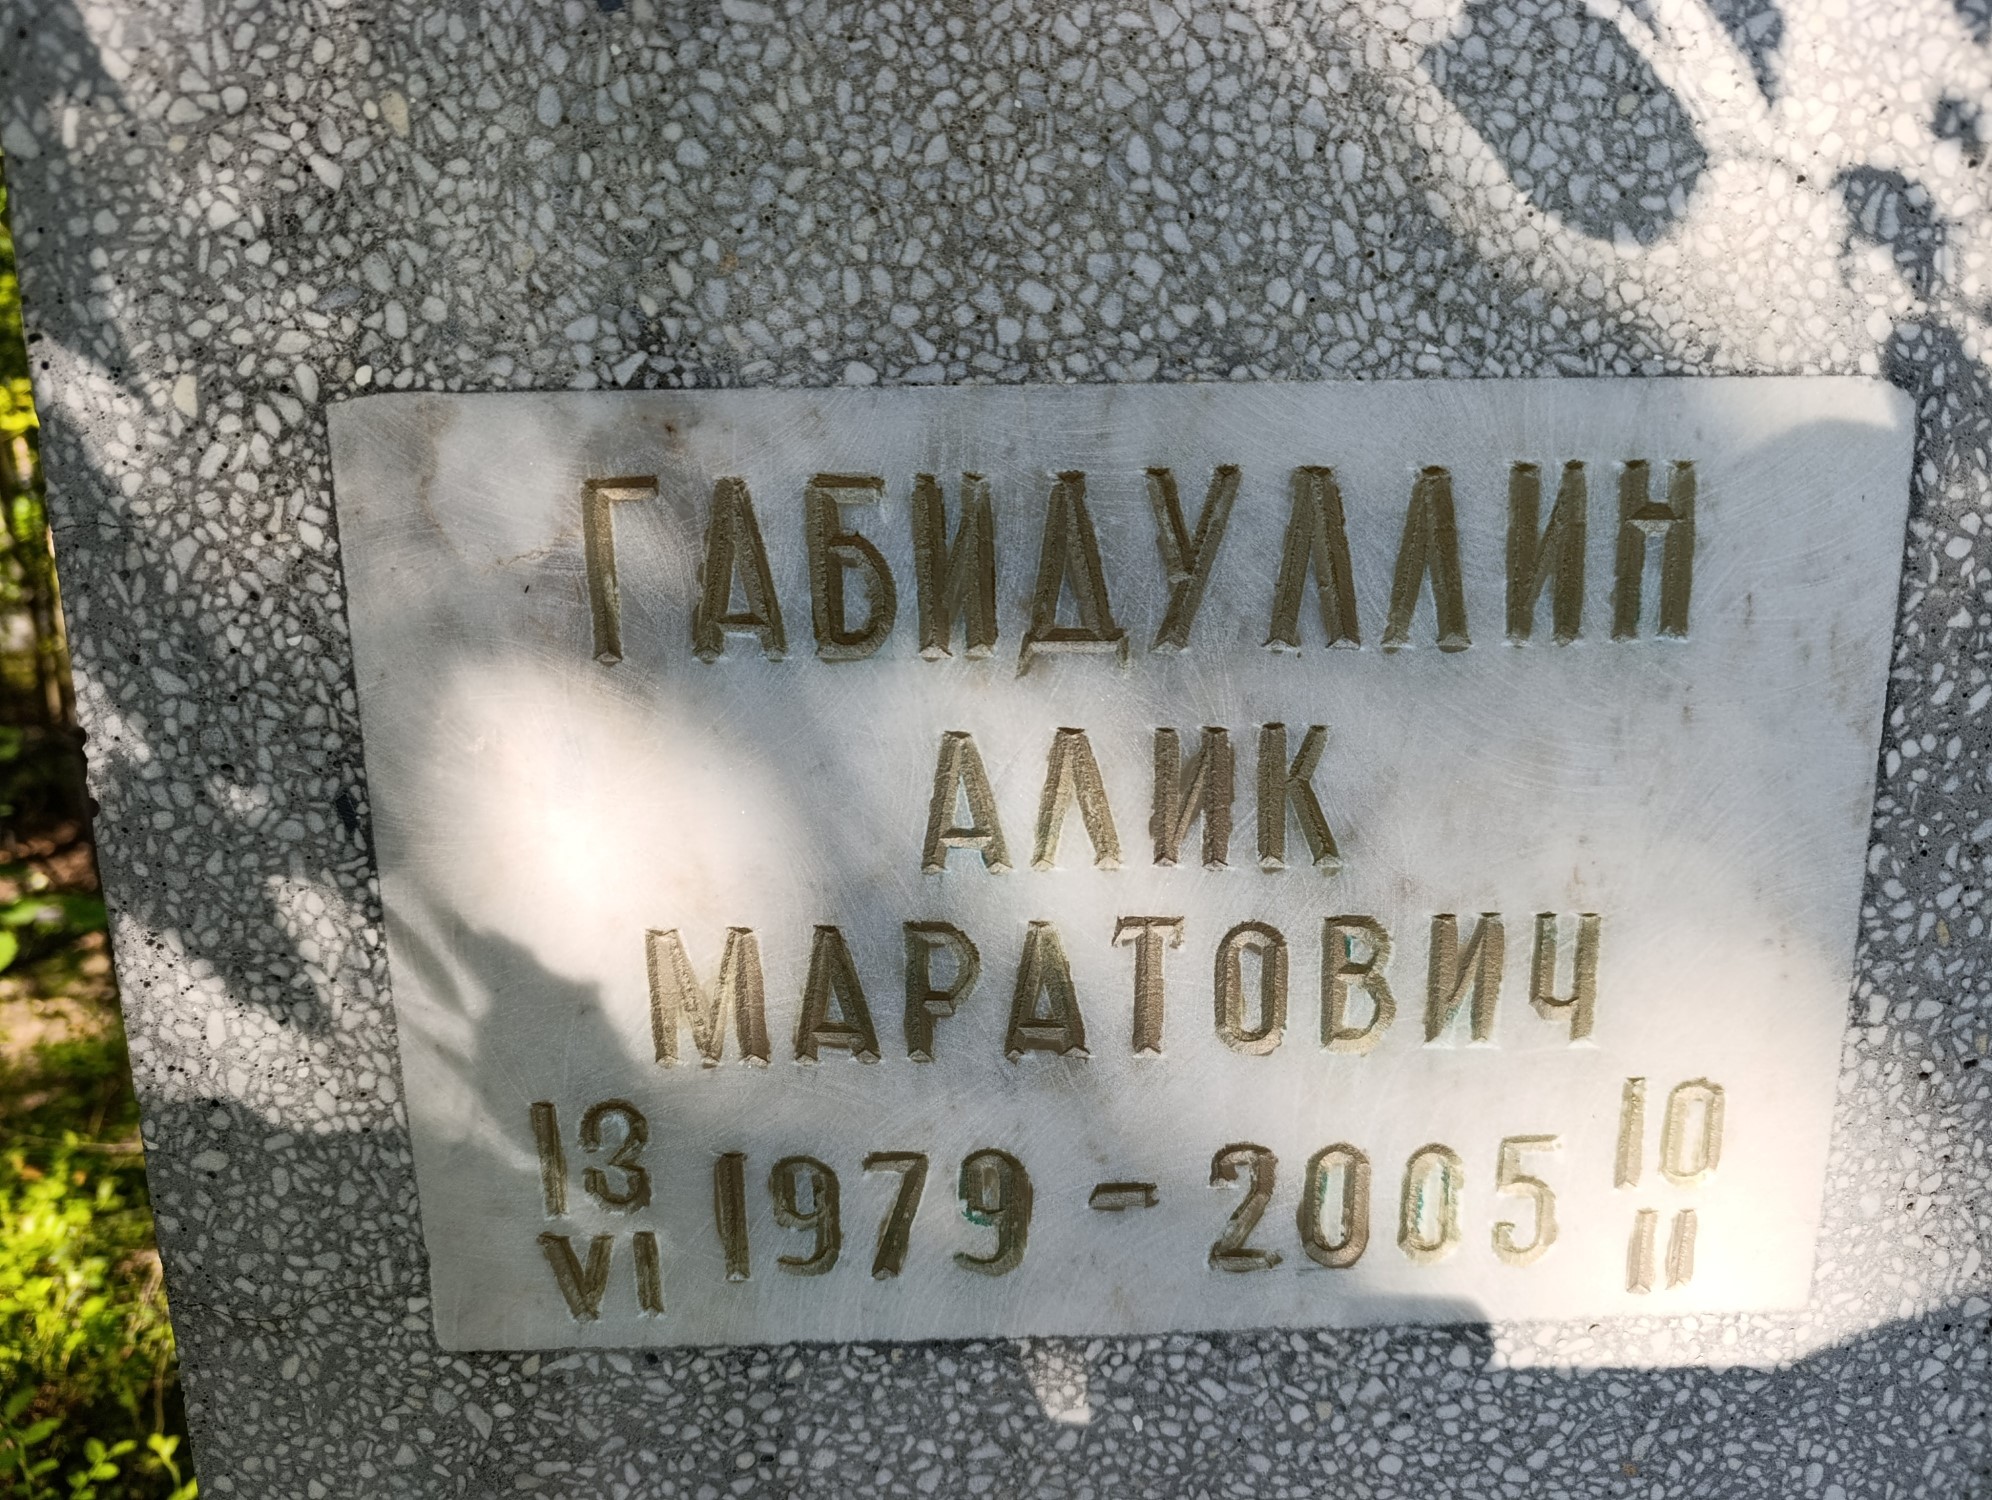 ГАБИДУЛЛИН
АЛИК
МАРАТОВИЧ
13 10
1979 - 2005
VI II